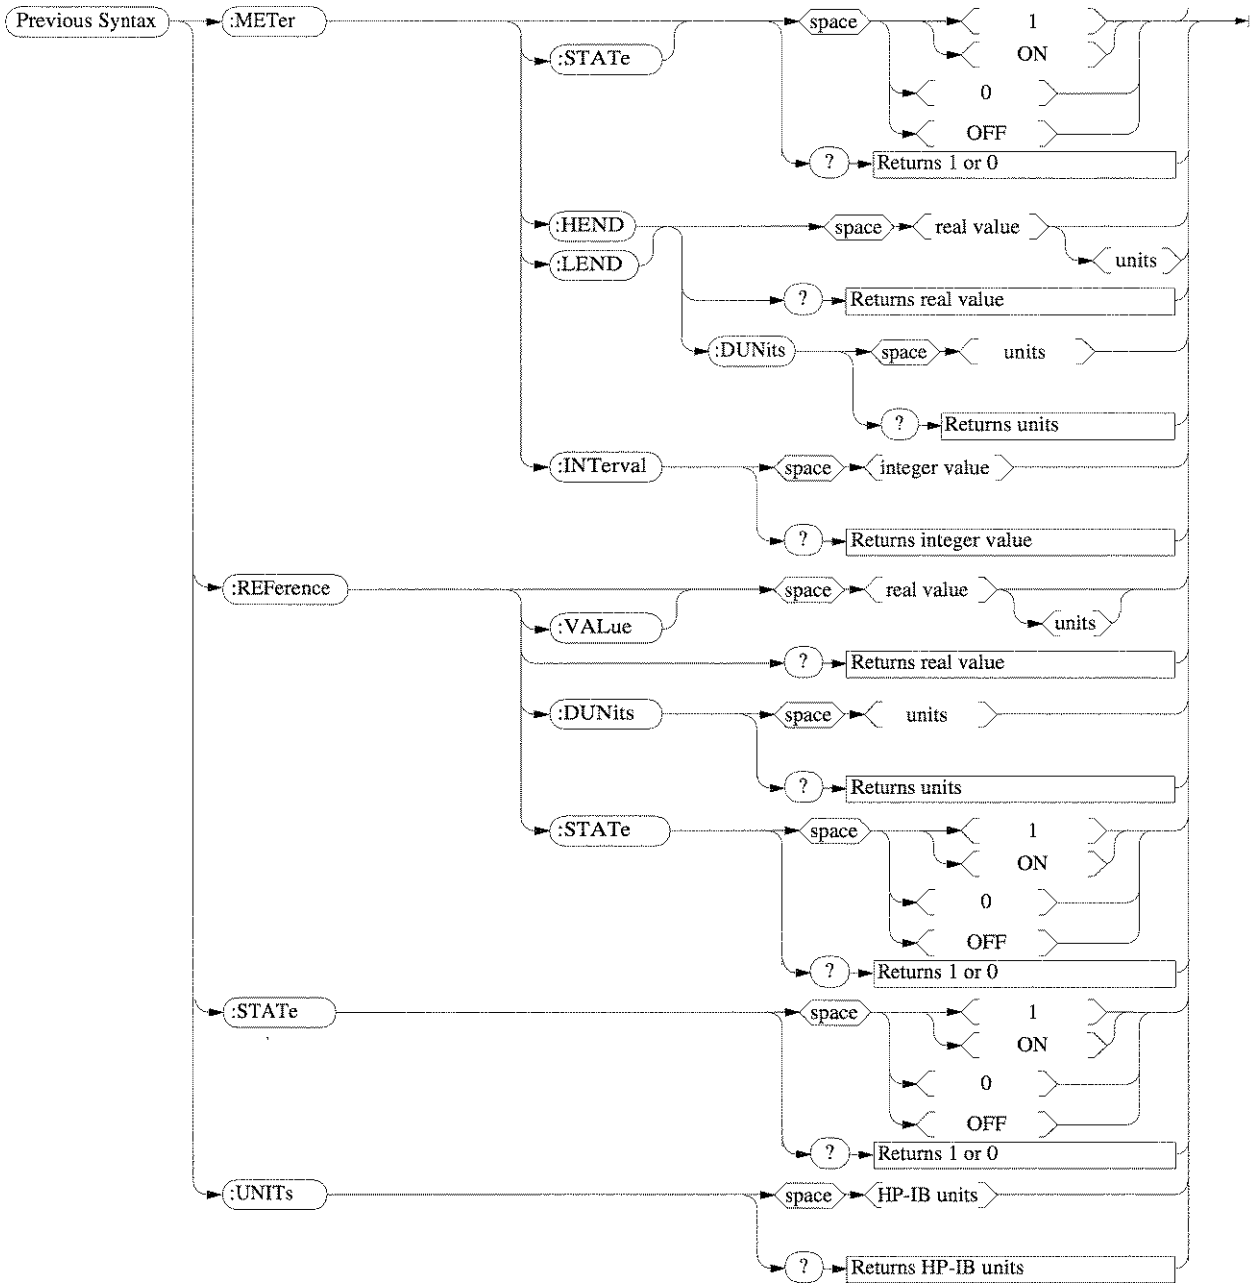 Previous Syntax :METer space 1
:STATe ON
0
OFF
? Returns 1 or 0
:HEND space real value
:LEND units
? Returns real value
:DUNits space units
? Returns units
:INTerval space integer value
? Returns integer value
:REFerence space real value
:VALue units
? Returns real value
:DUNits space units
? Returns units
:STATe space 1
ON
0
OFF
? Returns 1 or 0
:STATe space 1
ON
0
OFF
? Returns 1 or 0
:UNITs space HP-IB units
? Returns HP-IB units